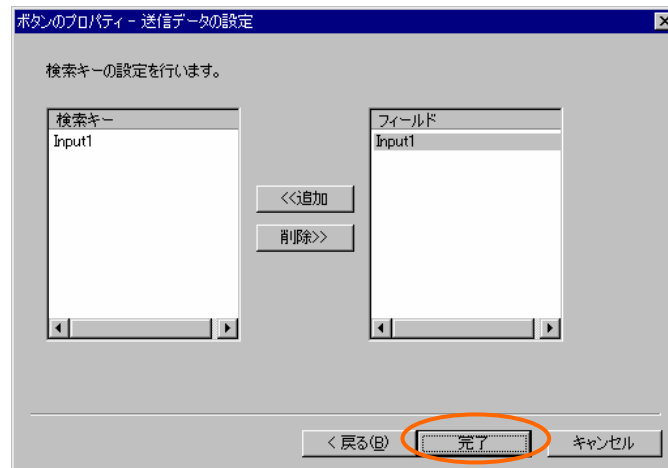 ボタンのプロパティ - 送信データの設定
検索キーの設定を行います。
検索キー
Input1
フィールド
Input1
<<追加
削除>>
< 戻る(B)
完了
キャンセル